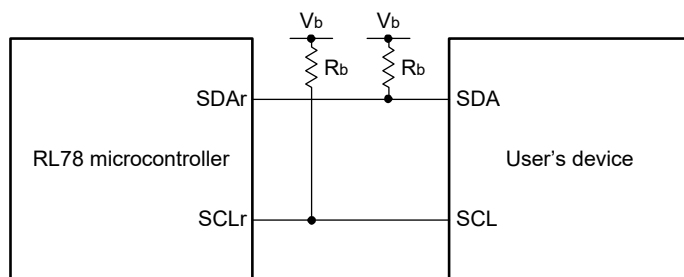 Vb Vb
Rb Rb
SDAr SDA
RL78 microcontroller User's device
SCLr SCL